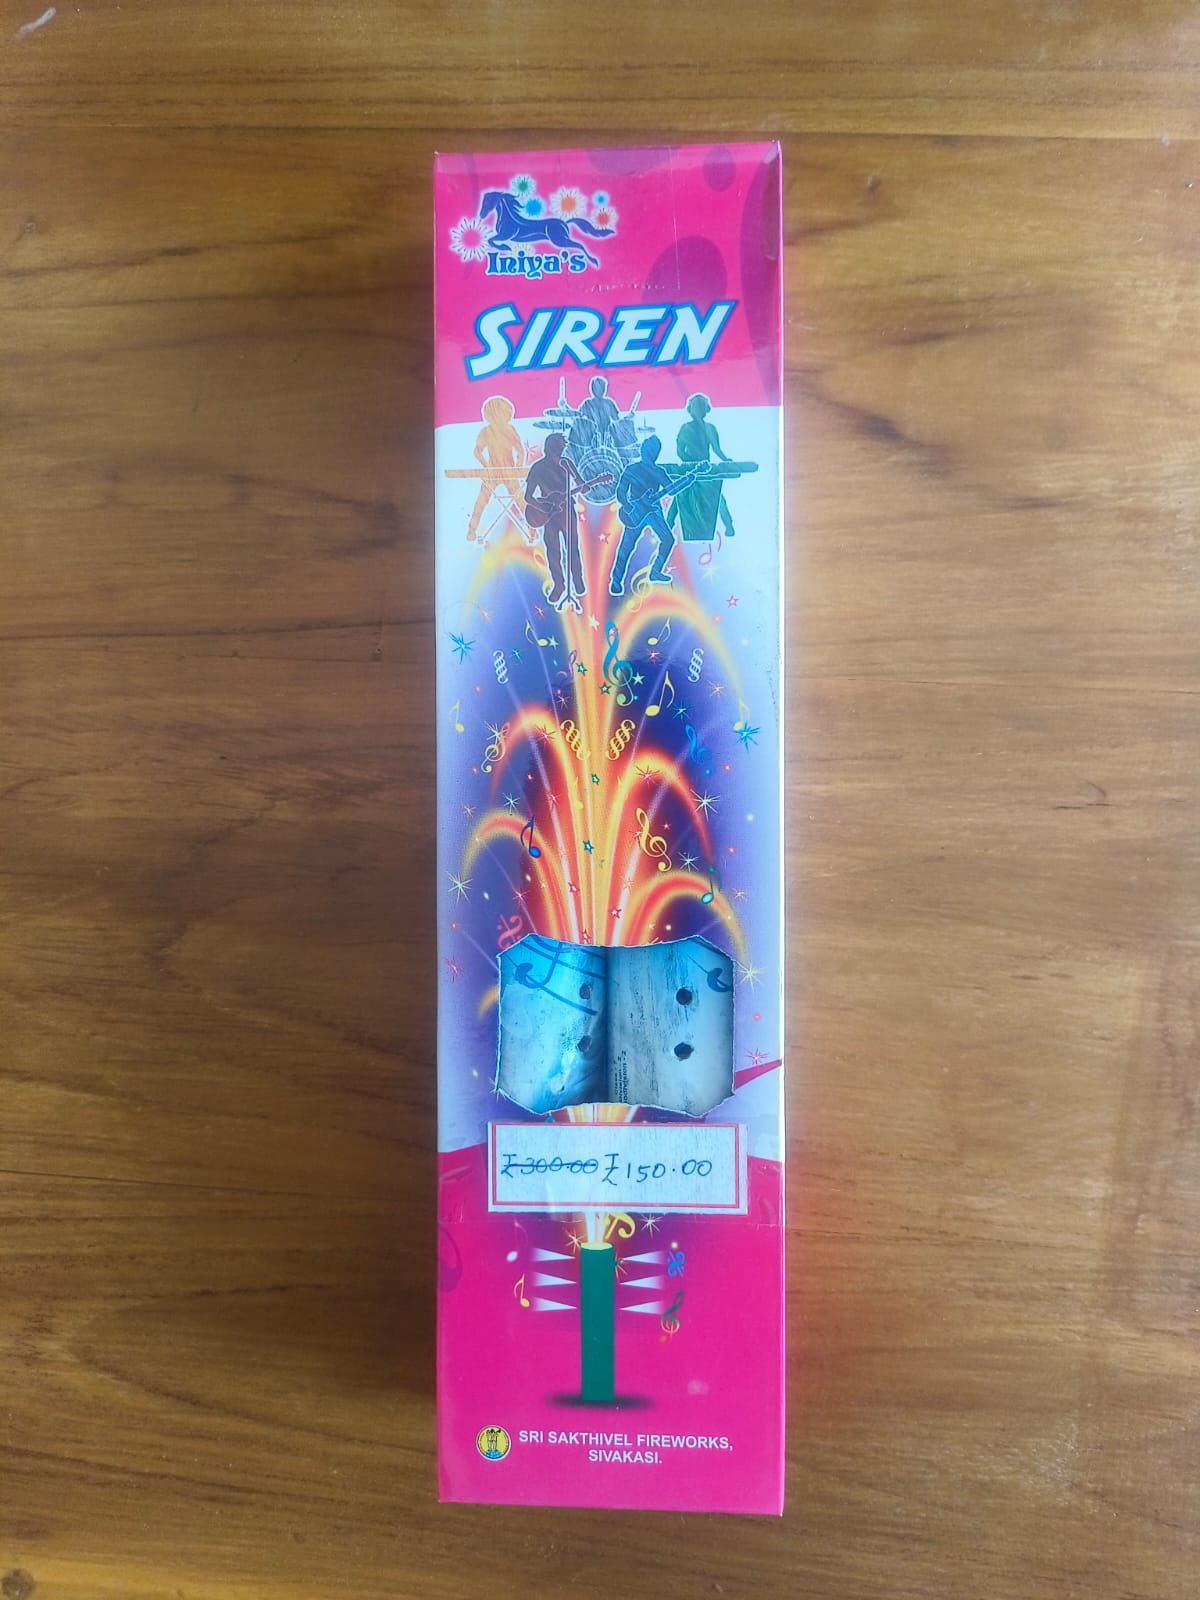 Iniya's
SIREN
₹300.00 ₹150.00
SRI SAKTHIVEL FIREWORKS,
SIVAKASI.